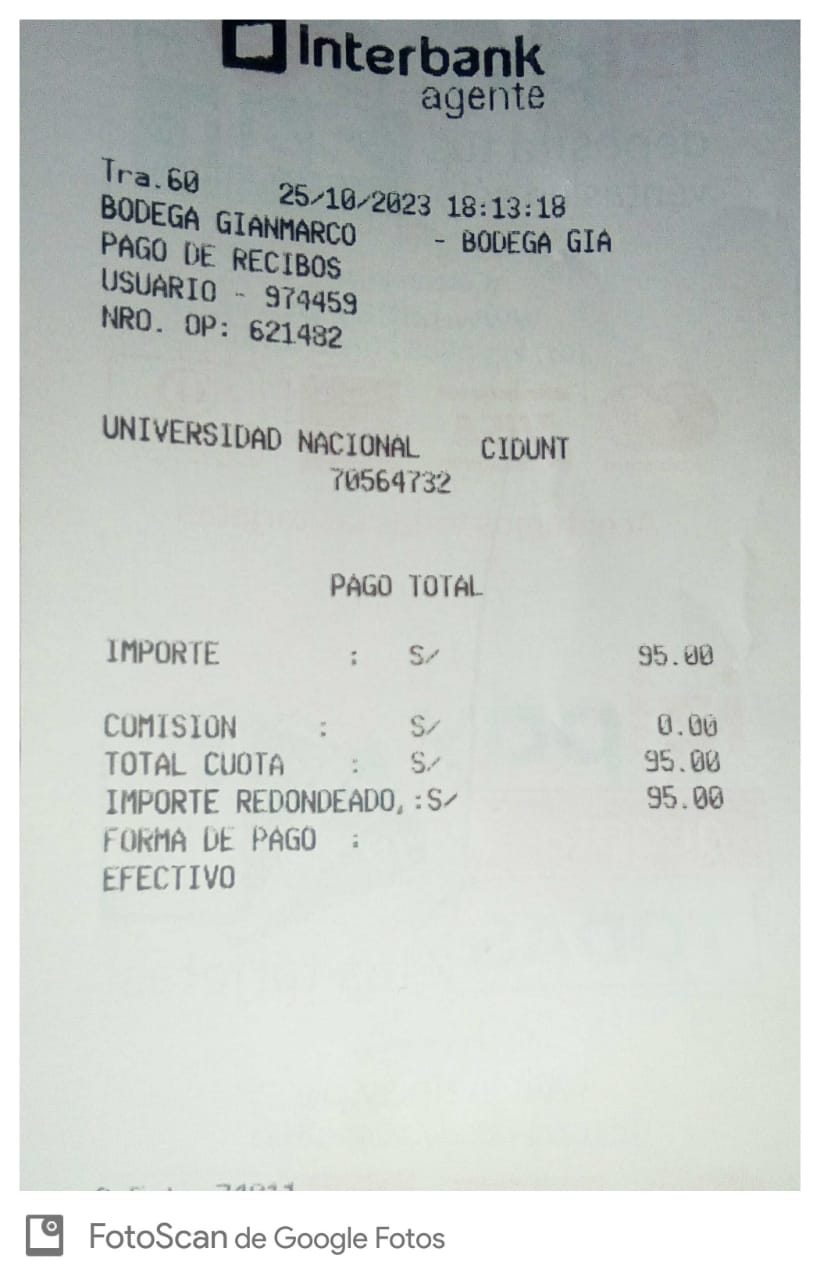 Interbank
agente
Tra.60 25/10/2023 18:13:18
BODEGA GIANMARCO - BODEGA GIA
PAGO DE RECIBOS
USUARIO - 974459
NRO. OP: 621482
UNIVERSIDAD NACIONAL CIDUNT
70564732
PAGO TOTAL
IMPORTE : S/ 95.00
COMISION : S/ 0.00
TOTAL CUOTA : S/ 95.00
IMPORTE REDONDEADO, :S/ 95.00
FORMA DE PAGO :
EFECTIVO
FotoScan de Google Fotos